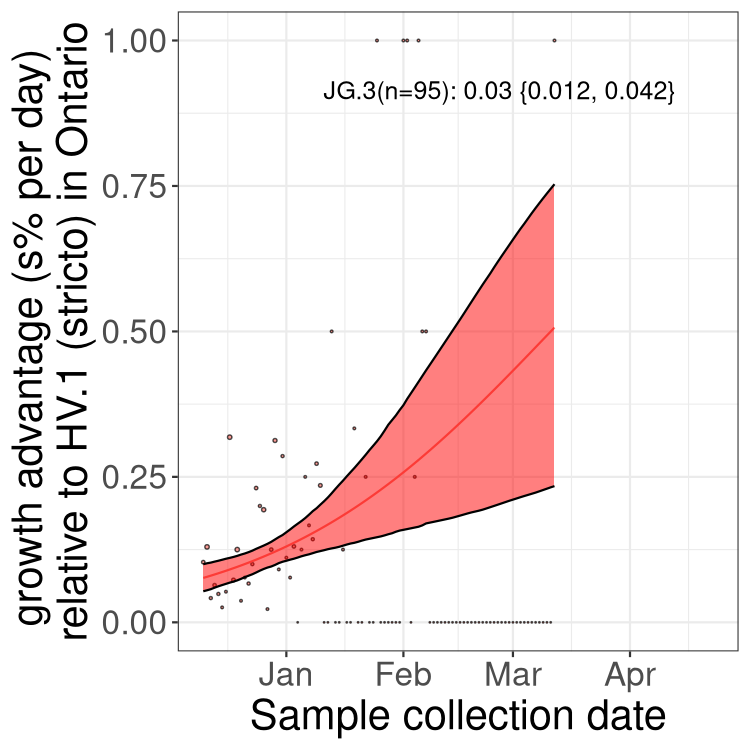 growth advantage (s% per day)
relative to HV.1 (stricto) in Ontario
1.00
0.75
0.50
0.25
0.00
JG.3(n=95): 0.03 {0.012, 0.042}
Jan Feb Mar Apr
Sample collection date